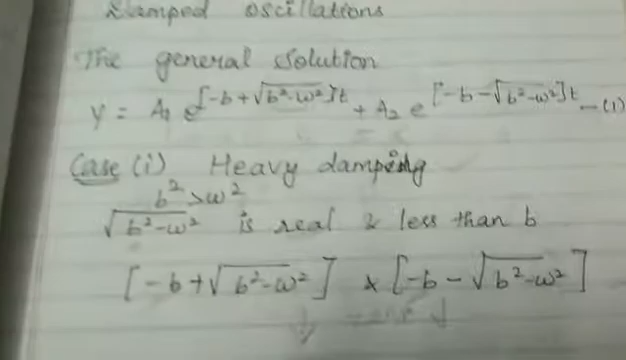 Damped oscillations
The general solution
y = A₁ e^[-b + √(b²-ω²)]t + A₂ e^[-b - √(b²-ω²)]t —(1)
Case (i) Heavy damping
b² > ω²
√(b²-ω²) is real & less than b
[-b + √(b²-ω²)] & [-b - √(b²-ω²)]